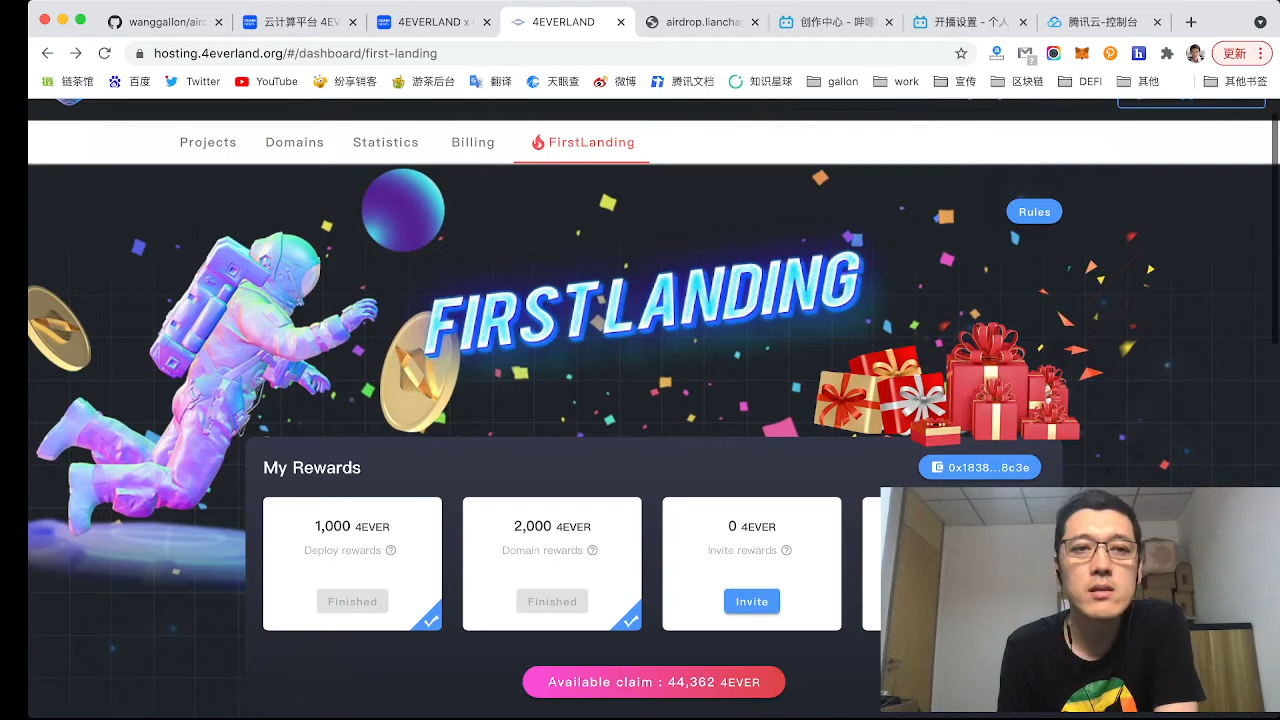 wanggallon/airc
云计算平台 4EV
4EVERLAND x
4EVERLAND
airdrop.lianchа
创作中心 - 哔哩
开播设置 - 个人
腾讯云-控制台
hosting.4everland.org/#/dashboard/first-landing
更新
链茶馆 百度 Twitter YouTube 纷享客 游茶后台 翻译 天眼查 微博 腾讯文档 知识星球 gallon work 宣传 区块链 DEFI 其他 其他书签
Projects Domains Statistics Billing FirstLanding
Rules
FIRSTLANDING
My Rewards
0x1838...8c3e
1,000 4EVER
Deploy rewards
Finished
2,000 4EVER
Domain rewards
Finished
0 4EVER
Invite rewards
Invite
Available claim : 44,362 4EVER